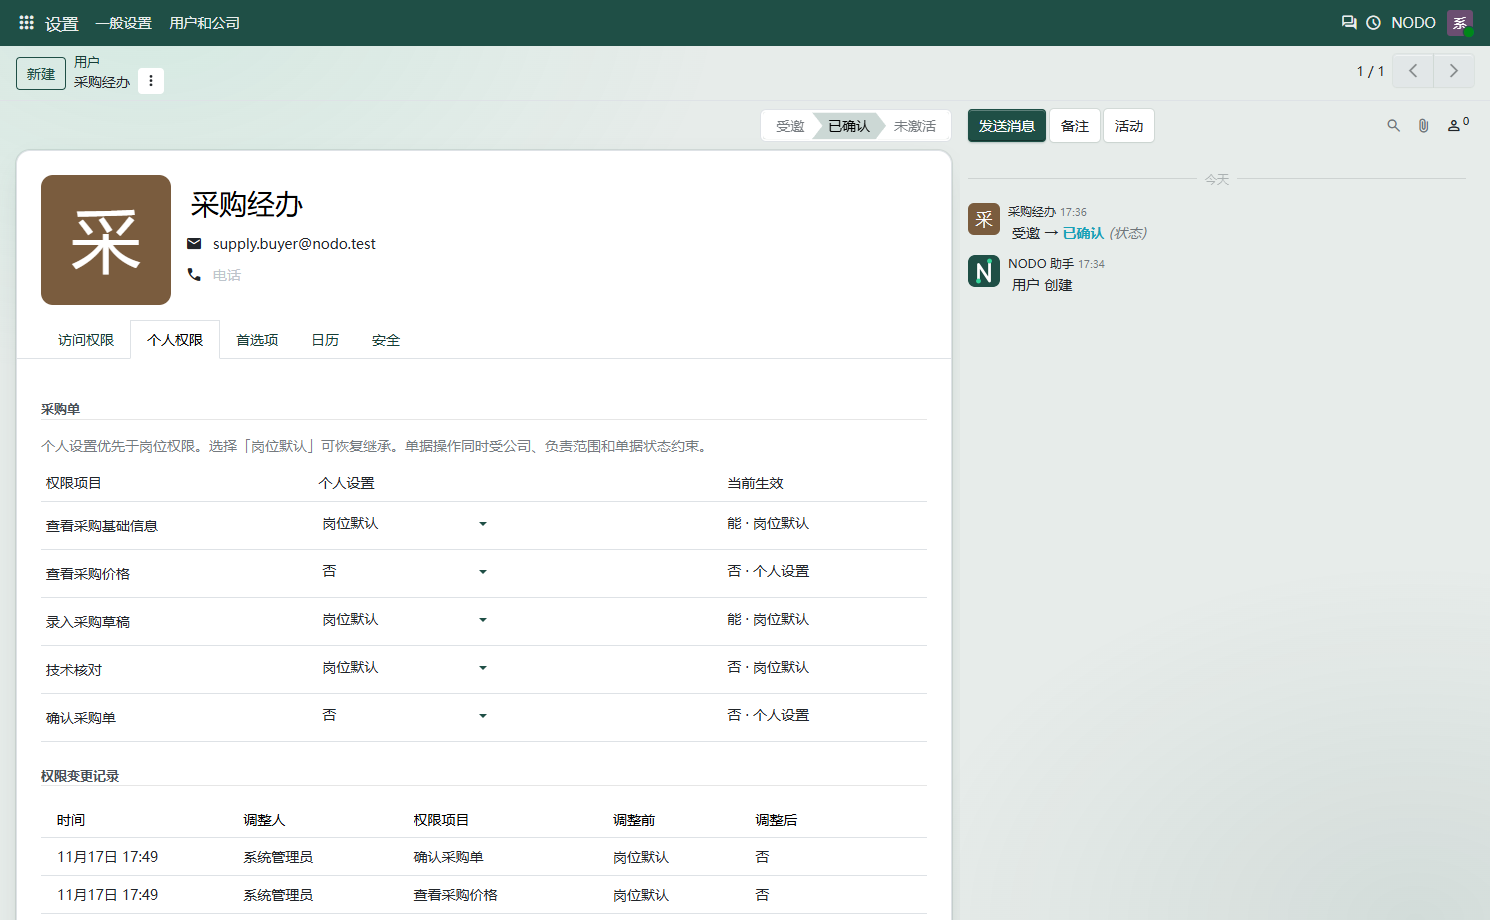 设置 一般设置 用户和公司 NODO 系
新建 用户
采购经办
1 / 1
受邀 已确认 未激活
发送消息 备注 活动 0
采
采购经办
supply.buyer@nodo.test
电话
访问权限 个人权限 首选项 日历 安全
采购单
个人设置优先于岗位权限。选择「岗位默认」可恢复继承。单据操作同时受公司、负责范围和单据状态约束。
权限项目 个人设置 当前生效
查看采购基础信息 岗位默认 能 · 岗位默认
查看采购价格 否 否 · 个人设置
录入采购草稿 岗位默认 能 · 岗位默认
技术核对 岗位默认 否 · 岗位默认
确认采购单 否 否 · 个人设置
权限变更记录
时间 调整人 权限项目 调整前 调整后
11月17日 17:49 系统管理员 确认采购单 岗位默认 否
11月17日 17:49 系统管理员 查看采购价格 岗位默认 否
今天
采 采购经办 17:36
受邀 → 已确认 (状态)
N NODO 助手 17:34
用户 创建